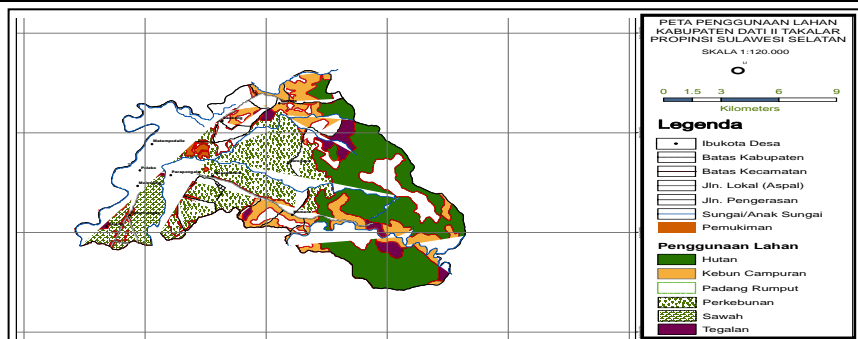 PETA PENGGUNAAN LAHAN
KABUPATEN DATI II TAKALAR
PROPINSI SULAWESI SELATAN
SKALA 1:120.000
U
0 1.5 3 6 9
Kilometers
Legenda
Ibukota Desa
Batas Kabupaten
Batas Kecamatan
Jln. Lokal (Aspal)
Jln. Pengerasan
Sungai/Anak Sungai
Pemukiman
Penggunaan Lahan
Hutan
Kebun Campuran
Padang Rumput
Perkebunan
Sawah
Tegalan